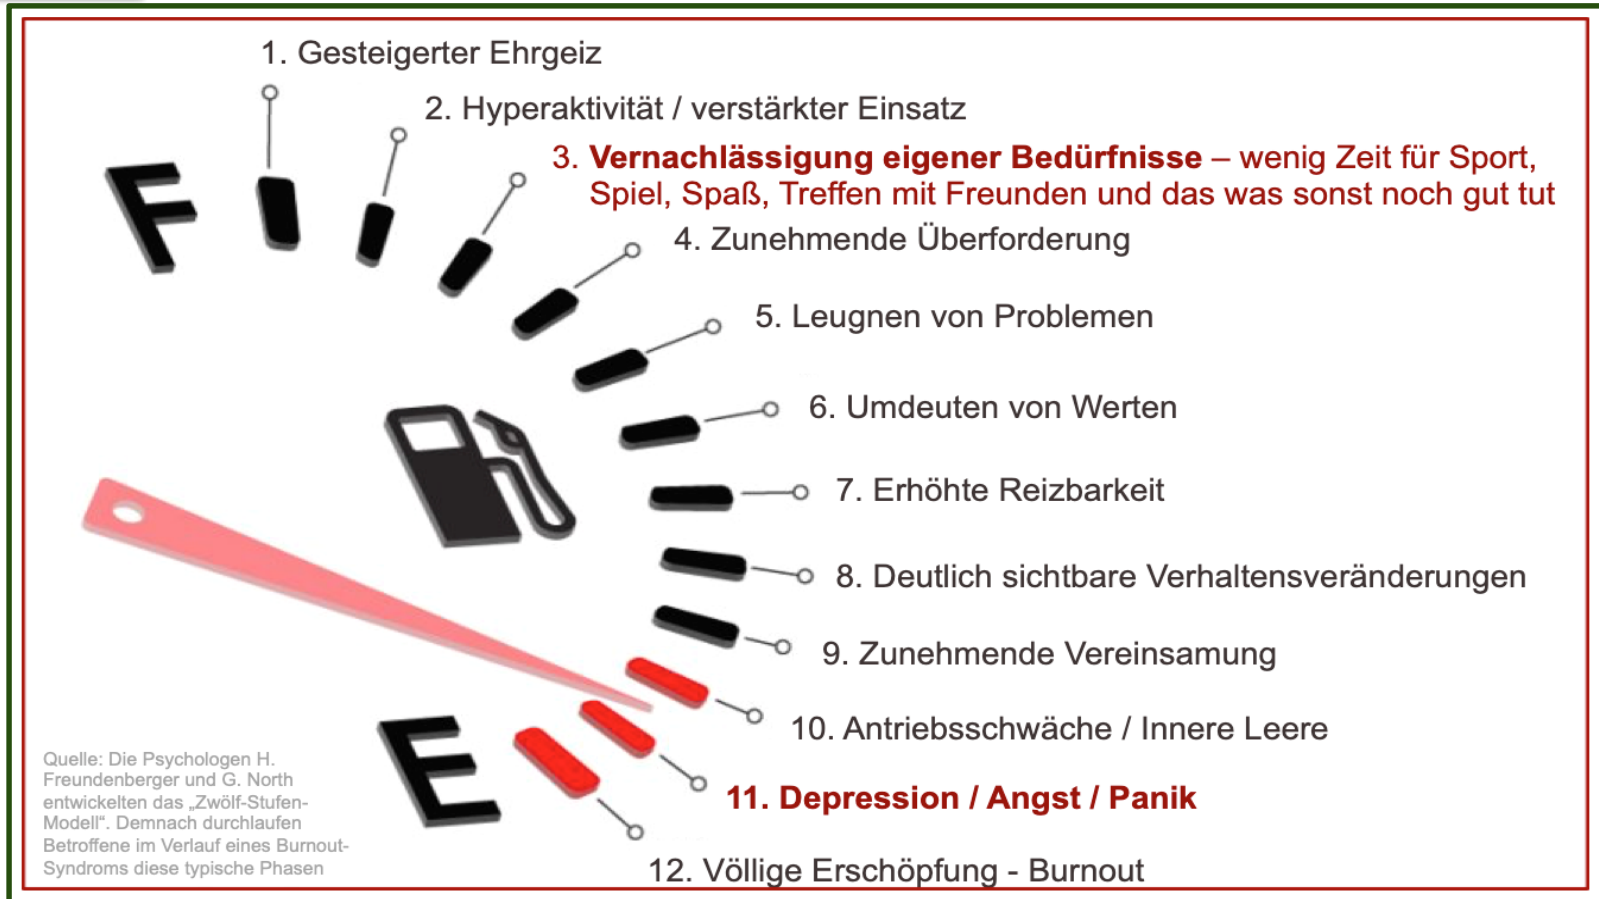 1. Gesteigerter Ehrgeiz
2. Hyperaktivität / verstärkter Einsatz
3. Vernachlässigung eigener Bedürfnisse – wenig Zeit für Sport,
Spiel, Spaß, Treffen mit Freunden und das was sonst noch gut tut
F
4. Zunehmende Überforderung
5. Leugnen von Problemen
6. Umdeuten von Werten
7. Erhöhte Reizbarkeit
8. Deutlich sichtbare Verhaltensveränderungen
9. Zunehmende Vereinsamung
10. Antriebsschwäche / Innere Leere
E
11. Depression / Angst / Panik
12. Völlige Erschöpfung - Burnout
Quelle: Die Psychologen H.
Freundenberger und G. North
entwickelten das „Zwölf-Stufen-
Modell“. Demnach durchlaufen
Betroffene im Verlauf eines Burnout-
Syndroms diese typische Phasen